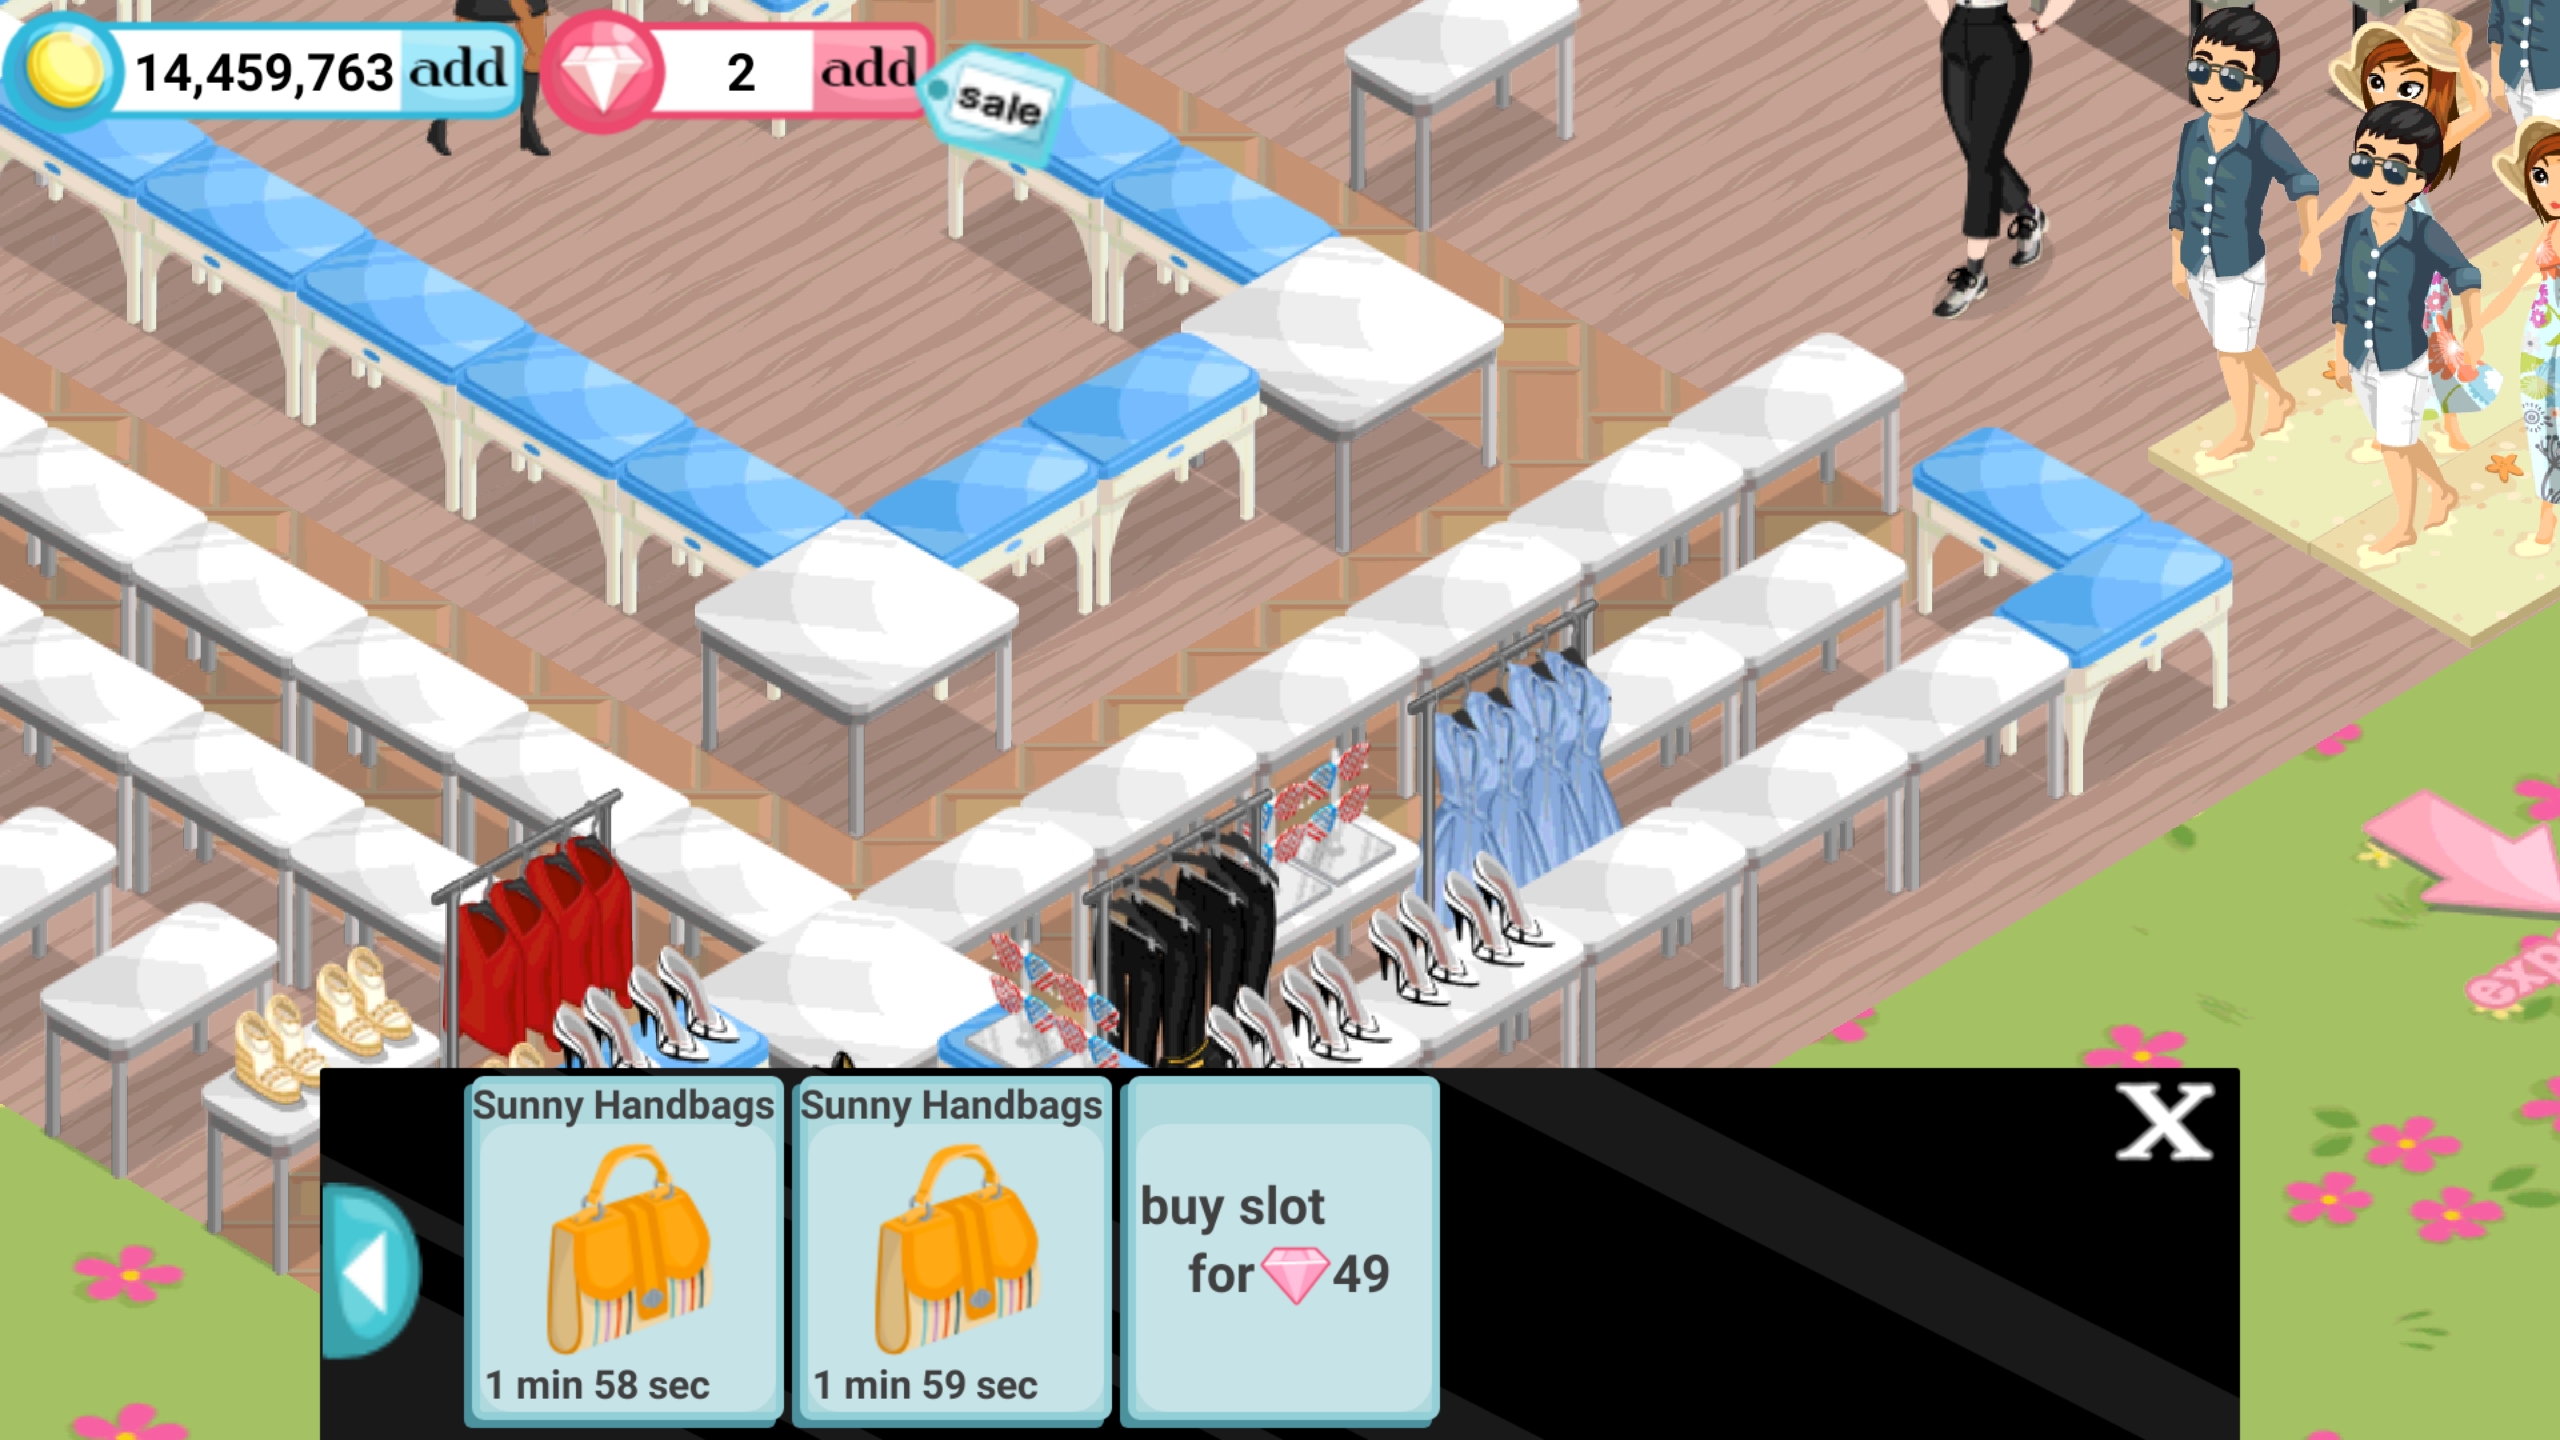 14,459,763 add
2 add
sale
Sunny Handbags
1 min 58 sec
Sunny Handbags
1 min 59 sec
buy slot
for 49
X